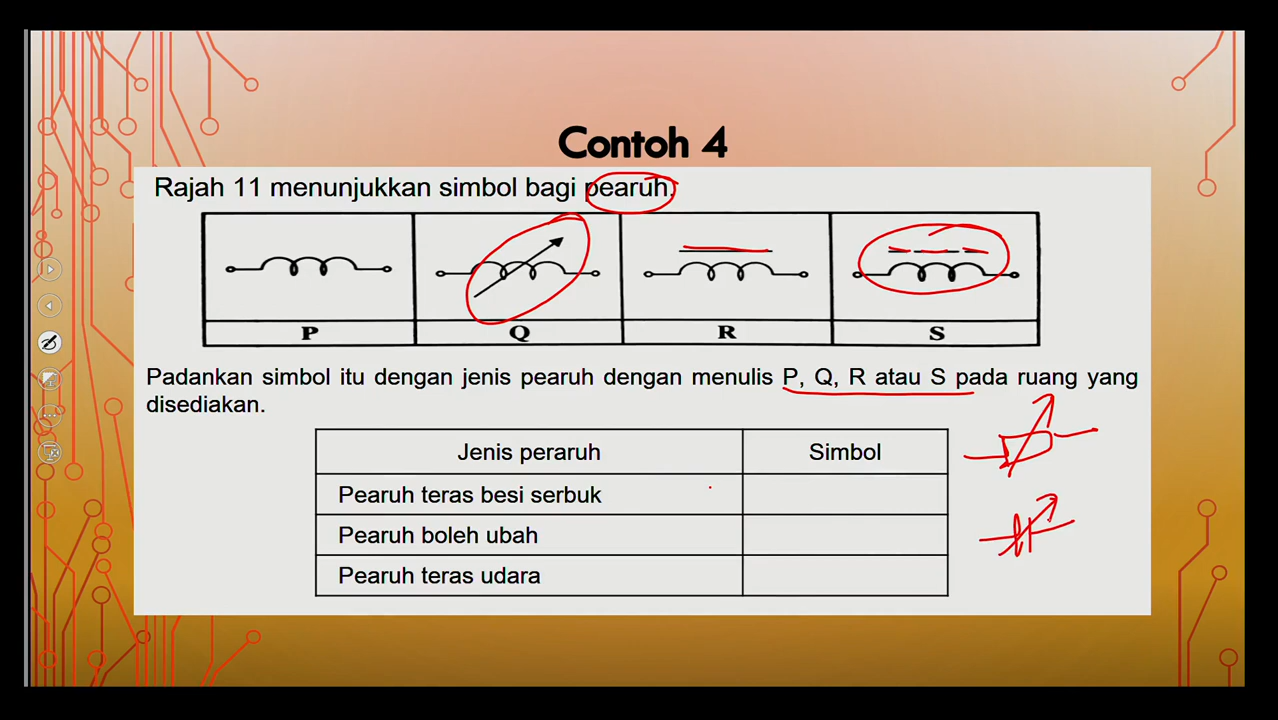 Contoh 4
Rajah 11 menunjukkan simbol bagi pearuh.
P Q R S
Padankan simbol itu dengan jenis pearuh dengan menulis P, Q, R atau S pada ruang yang
disediakan.
Jenis peraruh Simbol
Pearuh teras besi serbuk
Pearuh boleh ubah
Pearuh teras udara